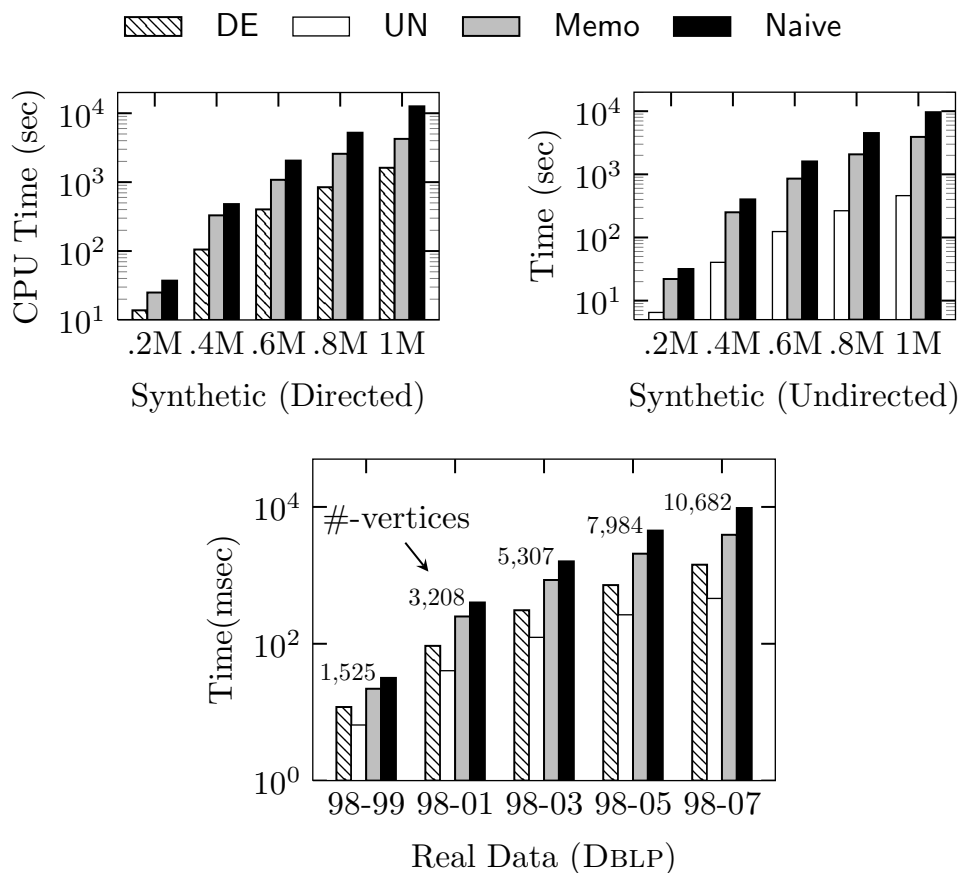 DE UN Memo Naive
CPU Time (sec)
10^4
10^3
10^2
10^1
.2M .4M .6M .8M 1M
Synthetic (Directed)
Time (sec)
10^4
10^3
10^2
10^1
.2M .4M .6M .8M 1M
Synthetic (Undirected)
Time(msec)
10^4
10^2
10^0
#-vertices
1,525
3,208
5,307
7,984
10,682
98-99 98-01 98-03 98-05 98-07
Real Data (DBLP)